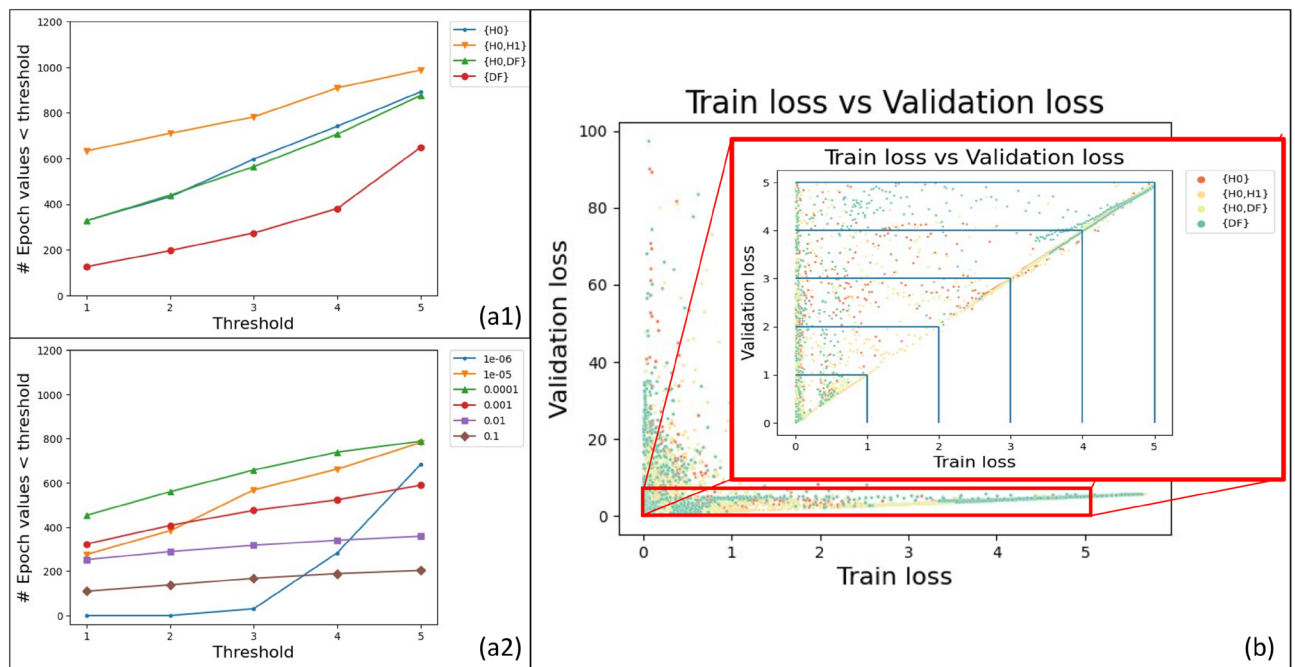 1200
1000
800
600
400
200
0
# Epoch values < threshold
1 2 3 4 5
Threshold
{H0}
{H0,H1}
{H0,DF}
{DF}
(a1)
1200
1000
800
600
400
200
0
# Epoch values < threshold
1 2 3 4 5
Threshold
1e-06
1e-05
0.0001
0.001
0.01
0.1
(a2)
Train loss vs Validation loss
100
80
60
40
20
0
Validation loss
0 1 2 3 4 5
Train loss
Train loss vs Validation loss
5
4
3
2
1
0
Validation loss
0 1 2 3 4 5
Train loss
{H0}
{H0,H1}
{H0,DF}
{DF}
(b)